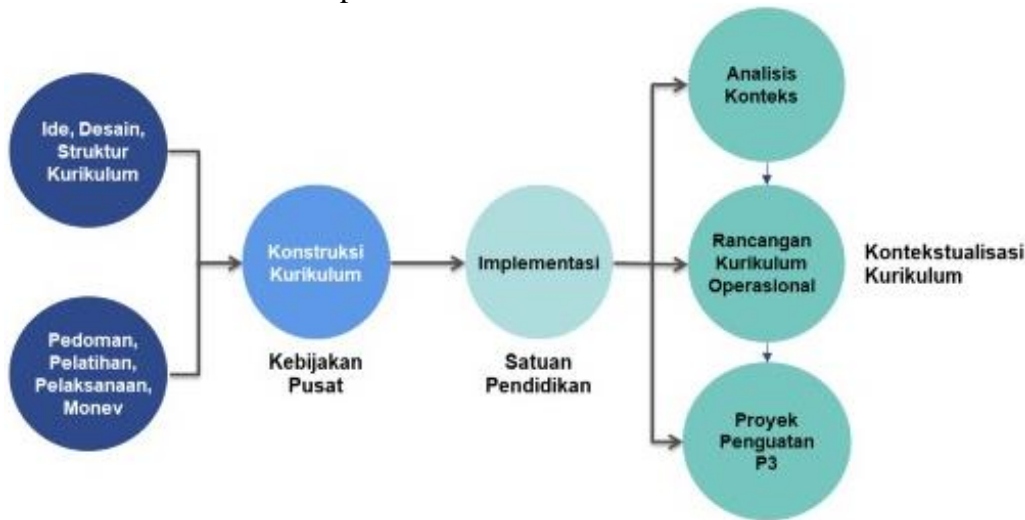 Ide, Desain,
Struktur
Kurikulum
Pedoman,
Pelatihan,
Pelaksanaan,
Monev
Konstruksi
Kurikulum
Kebijakan
Pusat
Implementasi
Satuan
Pendidikan
Analisis
Konteks
Rancangan
Kurikulum
Operasional
Kontekstualisasi
Kurikulum
Proyek
Penguatan
P3